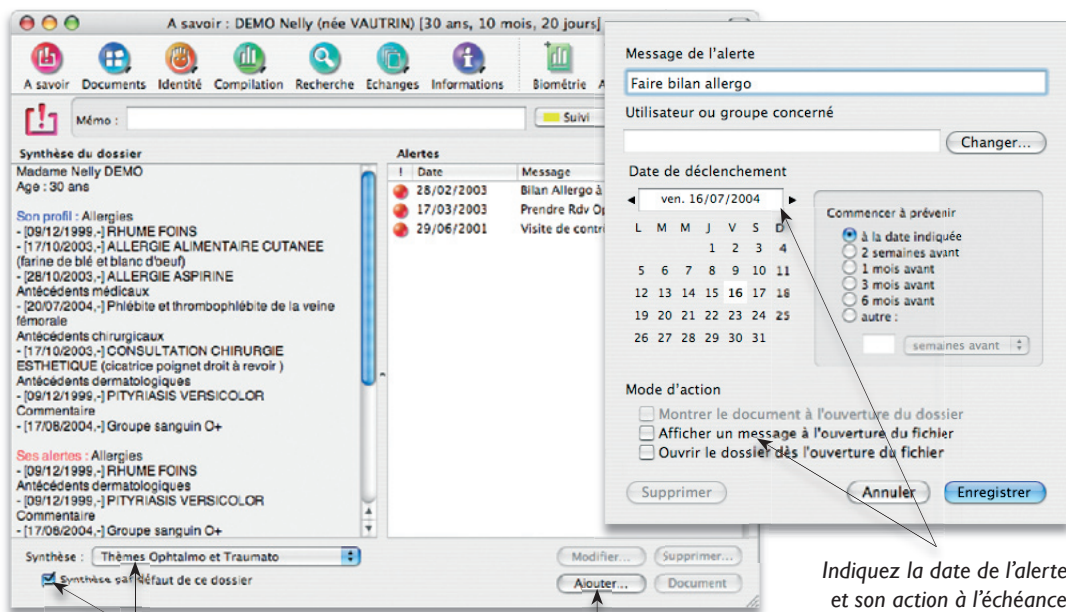 A savoir : DEMO Nelly (née VAUTRIN) [30 ans, 10 mois, 20 jours]
A savoir Documents Identité Compilation Recherche Echanges Informations Biométrie A
Mémo :
Suivi
Synthèse du dossier
Madame Nelly DEMO
Age : 30 ans
Son profil : Allergies
- [09/12/1999,-] RHUME FOINS
- [17/10/2003,-] ALLERGIE ALIMENTAIRE CUTANEE
(farine de blé et blanc d'oeuf)
- [28/10/2003,-] ALLERGIE ASPIRINE
Antécédents médicaux
- [20/07/2004,-] Phlébite et thrombophlébite de la veine
fémorale
Antécédents chirurgicaux
- [17/10/2003,-] CONSULTATION CHIRURGIE
ESTHETIQUE (cicatrice poignet droit à revoir )
Antécédents dermatologiques
- [09/12/1999,-] PITYRIASIS VERSICOLOR
Commentaire
- [17/08/2004,-] Groupe sanguin O+
Ses alertes : Allergies
- [09/12/1999,-] RHUME FOINS
Antécédents dermatologiques
- [09/12/1999,-] PITYRIASIS VERSICOLOR
Commentaire
- [17/08/2004,-] Groupe sanguin O+
Alertes
! Date Message
28/02/2003 Bilan Allergo à
17/03/2003 Prendre Rdv Op
29/06/2001 Visite de contr
Synthèse : Thèmes Ophtalmo et Traumato
Synthèse par défaut de ce dossier
Modifier... Supprimer...
Ajouter... Document
Message de l'alerte
Faire bilan allergo
Utilisateur ou groupe concerné
Changer...
Date de déclenchement
ven. 16/07/2004
L M M J V S D
1 2 3 4
5 6 7 8 9 10 11
12 13 14 15 16 17 18
19 20 21 22 23 24 25
26 27 28 29 30 31
Commencer à prévenir
à la date indiquée
2 semaines avant
1 mois avant
3 mois avant
6 mois avant
autre :
semaines avant
Mode d'action
Montrer le document à l'ouverture du dossier
Afficher un message à l'ouverture du fichier
Ouvrir le dossier dès l'ouverture du fichier
Supprimer Annuler Enregistrer
Indiquez la date de l'alerte
et son action à l'échéance